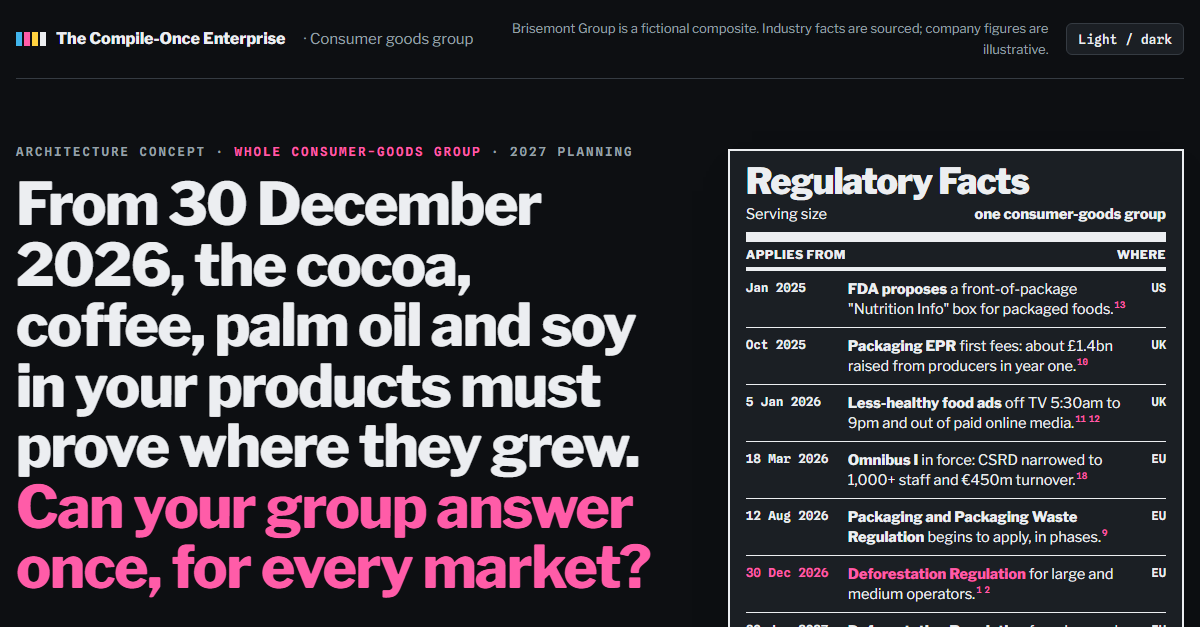 The Compile-Once Enterprise · Consumer goods group
Brisemont Group is a fictional composite. Industry facts are sourced; company figures are
illustrative.
Light / dark
ARCHITECTURE CONCEPT · WHOLE CONSUMER-GOODS GROUP · 2027 PLANNING
From 30 December
2026, the cocoa,
coffee, palm oil and soy
in your products must
prove where they grew.
Can your group answer
once, for every market?
Regulatory Facts
Serving size one consumer-goods group
APPLIES FROM WHERE
Jan 2025 FDA proposes a front-of-package US
"Nutrition Info" box for packaged foods.13
Oct 2025 Packaging EPR first fees: about £1.4bn UK
raised from producers in year one.10
5 Jan 2026 Less-healthy food ads off TV 5:30am to UK
9pm and out of paid online media.11 12
18 Mar 2026 Omnibus I in force: CSRD narrowed to EU
1,000+ staff and €450m turnover.18
12 Aug 2026 Packaging and Packaging Waste EU
Regulation begins to apply, in phases.9
30 Dec 2026 Deforestation Regulation for large and EU
medium operators.1 2